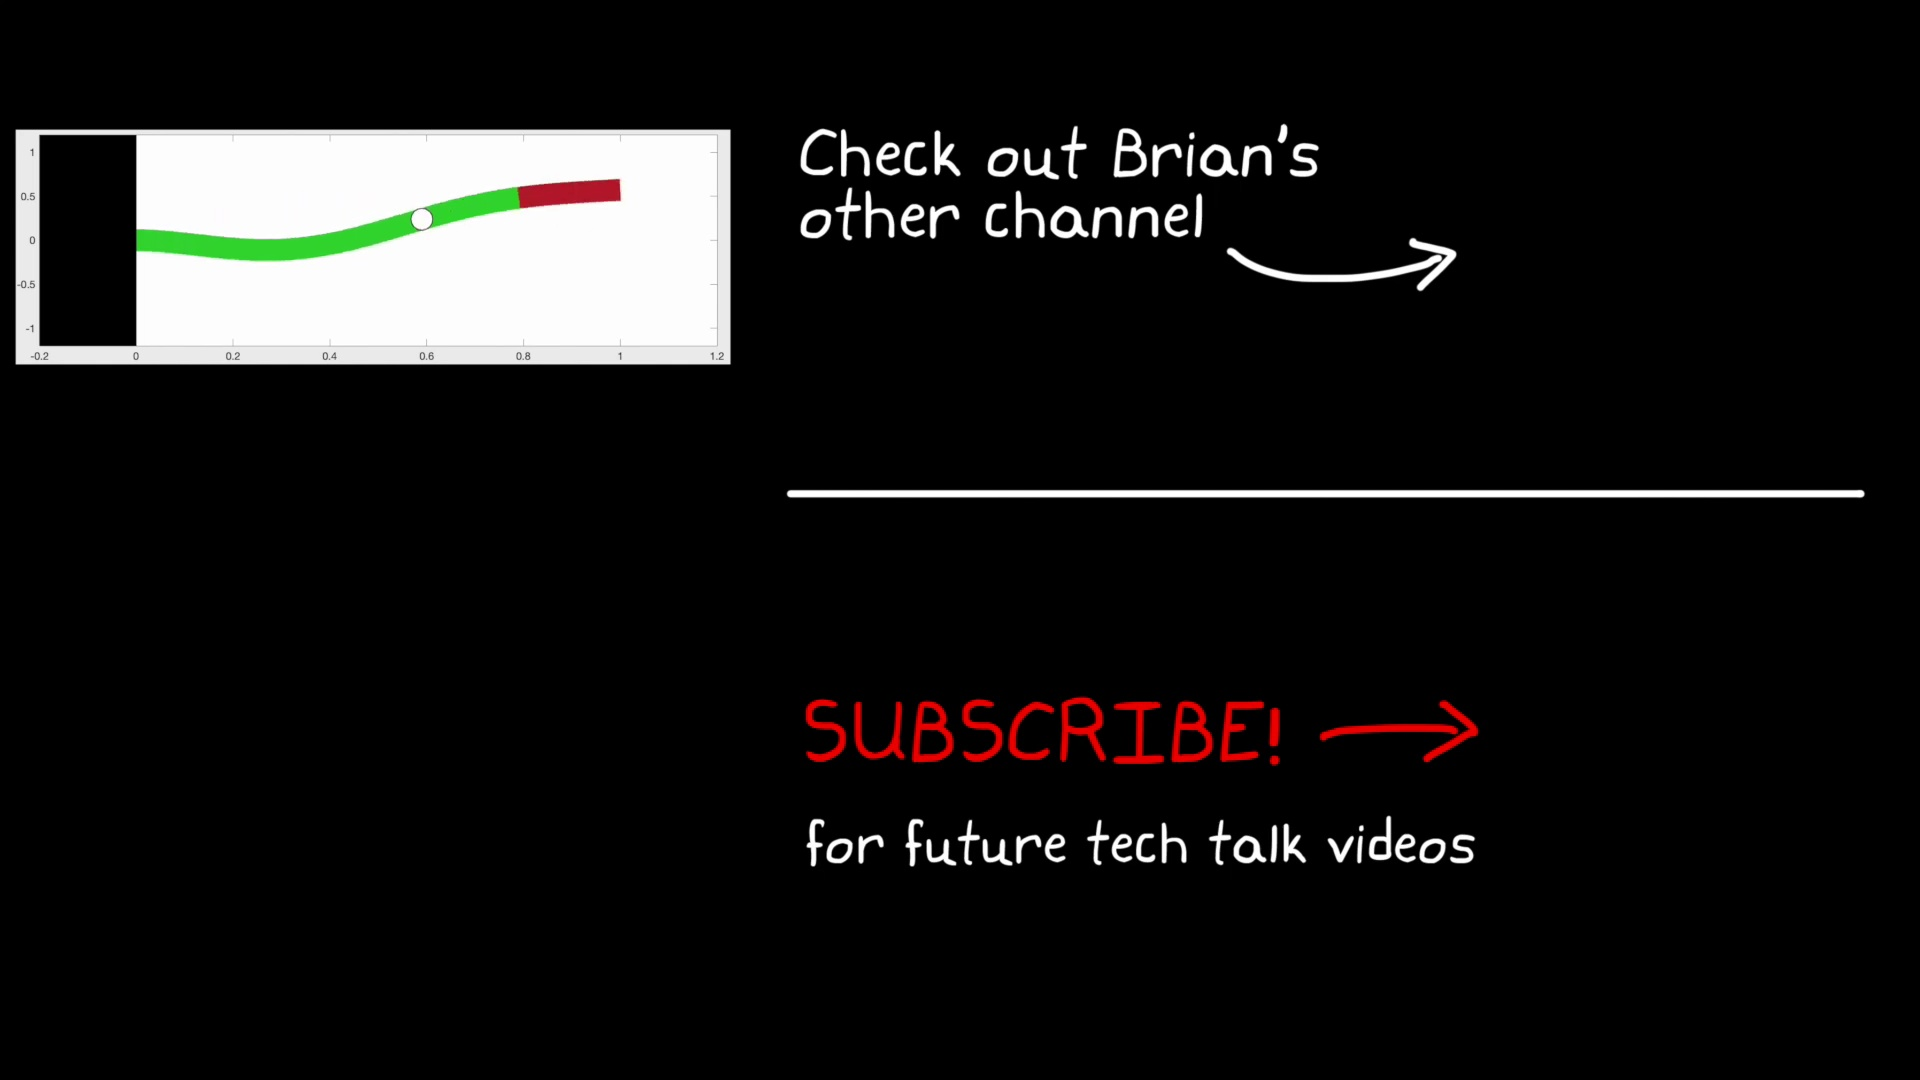 1
0.5
0
-0.5
-1
-0.2 0 0.2 0.4 0.6 0.8 1 1.2
Check out Brian's
other channel
SUBSCRIBE!
for future tech talk videos